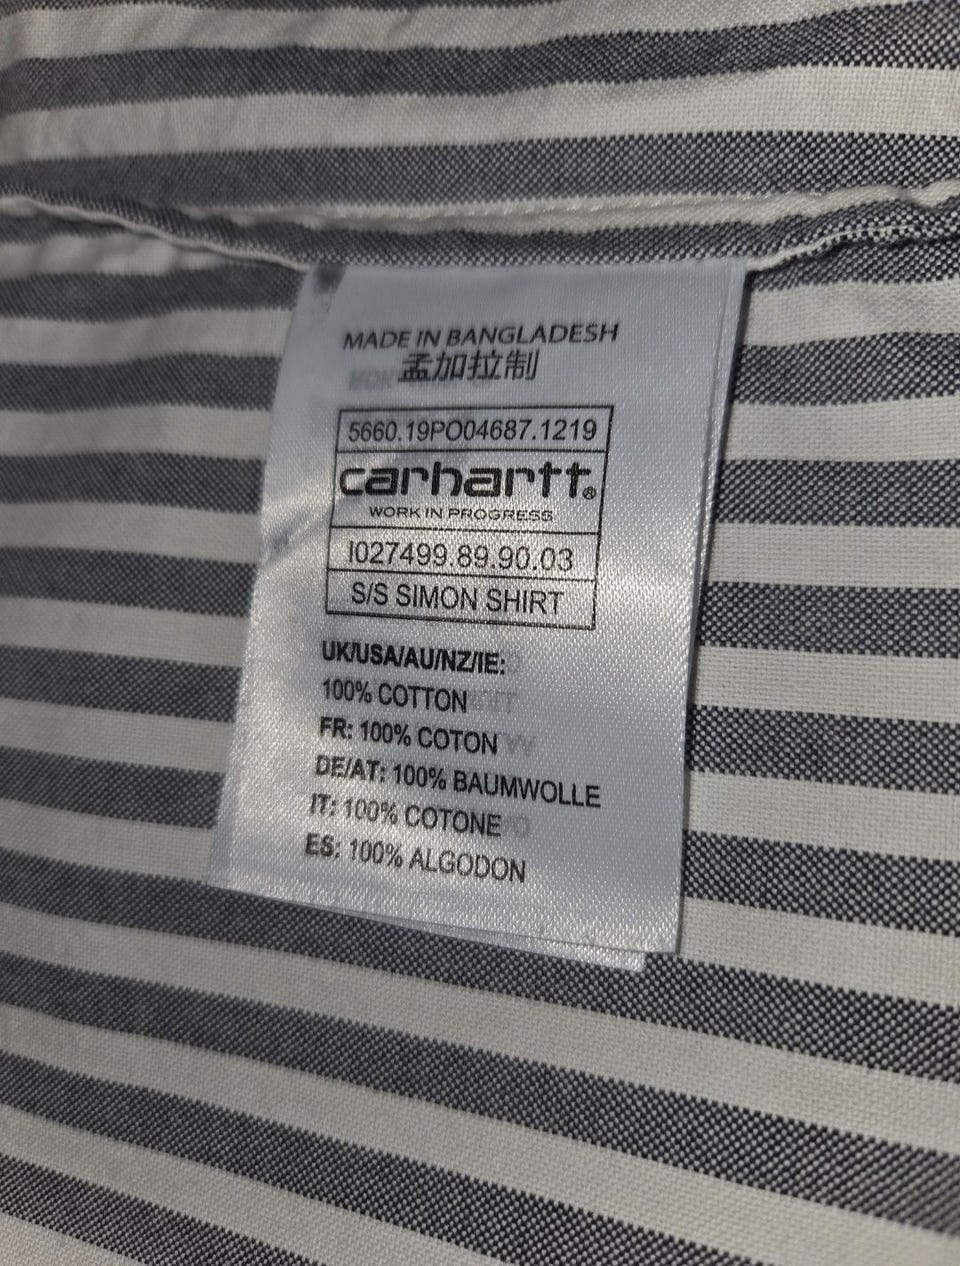 MADE IN BANGLADESH
孟加拉制
5660.19PO04687.1219
carhartt®
WORK IN PROGRESS
I027499.89.90.03
S/S SIMON SHIRT
UK/USA/AU/NZ/IE:
100% COTTON
FR: 100% COTON
DE/AT: 100% BAUMWOLLE
IT: 100% COTONE
ES: 100% ALGODON